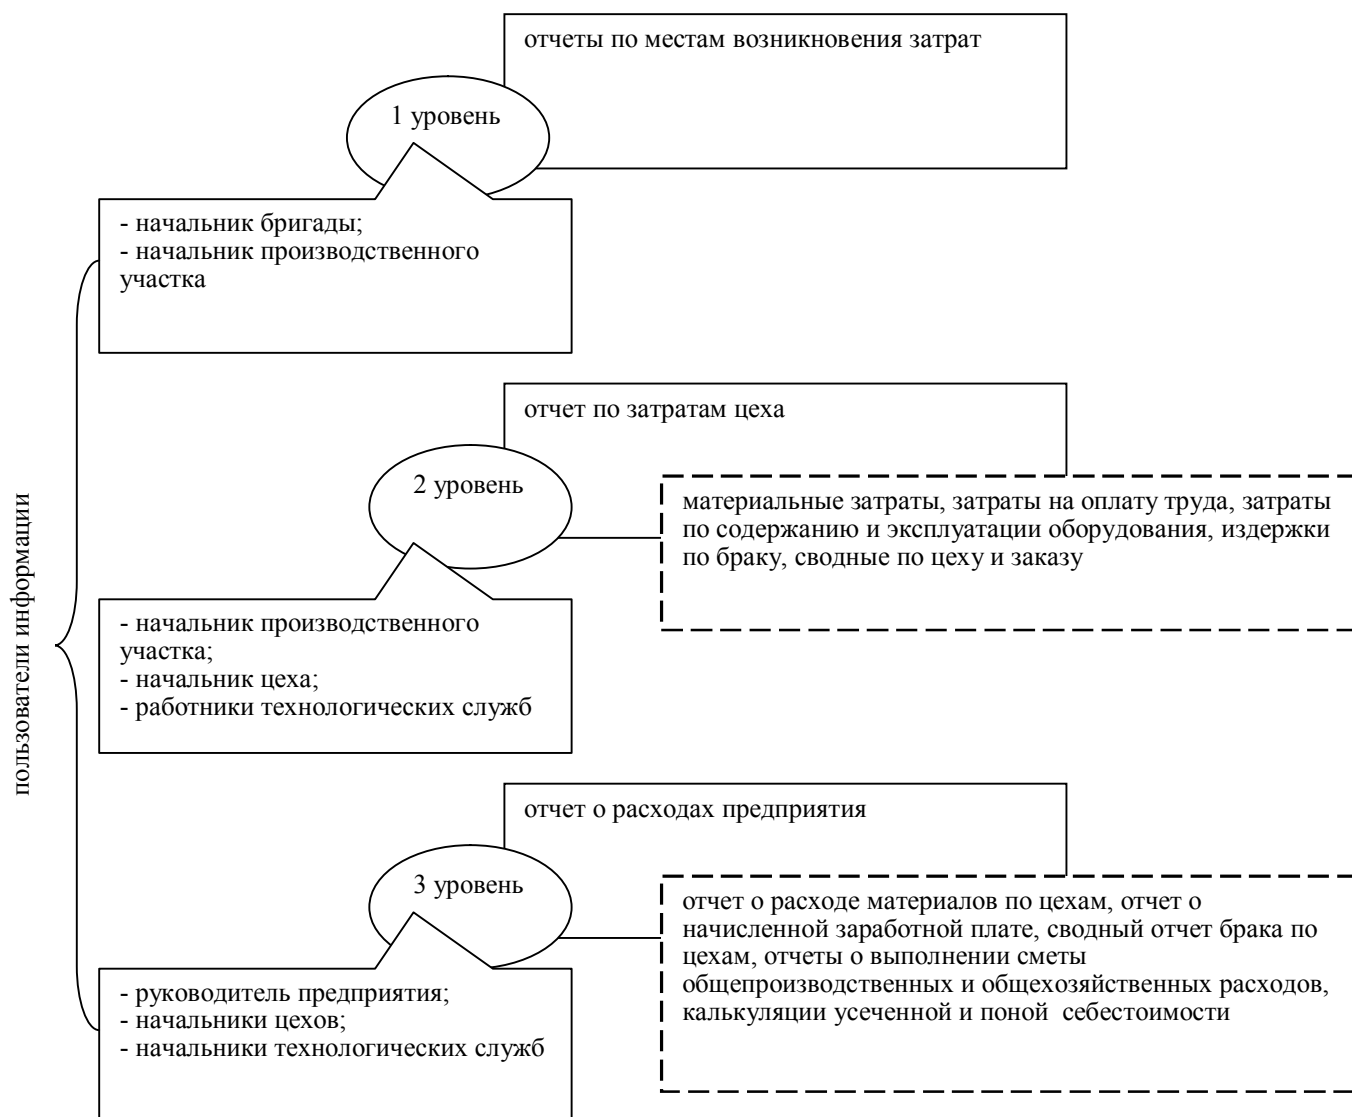 отчеты по местам возникновения затрат
1 уровень
- начальник бригады;
- начальник производственного
участка
отчет по затратам цеха
2 уровень
материальные затраты, затраты на оплату труда, затраты
по содержанию и эксплуатации оборудования, издержки
по браку, сводные по цеху и заказу
- начальник производственного
участка;
- начальник цеха;
- работники технологических служб
пользователи информации
отчет о расходах предприятия
3 уровень
отчет о расходе материалов по цехам, отчет о
начисленной заработной плате, сводный отчет брака по
цехам, отчеты о выполнении сметы
общепроизводственных и общехозяйственных расходов,
калькуляции усеченной и поной  себестоимости
- руководитель предприятия;
- начальники цехов;
- начальники технологических служб